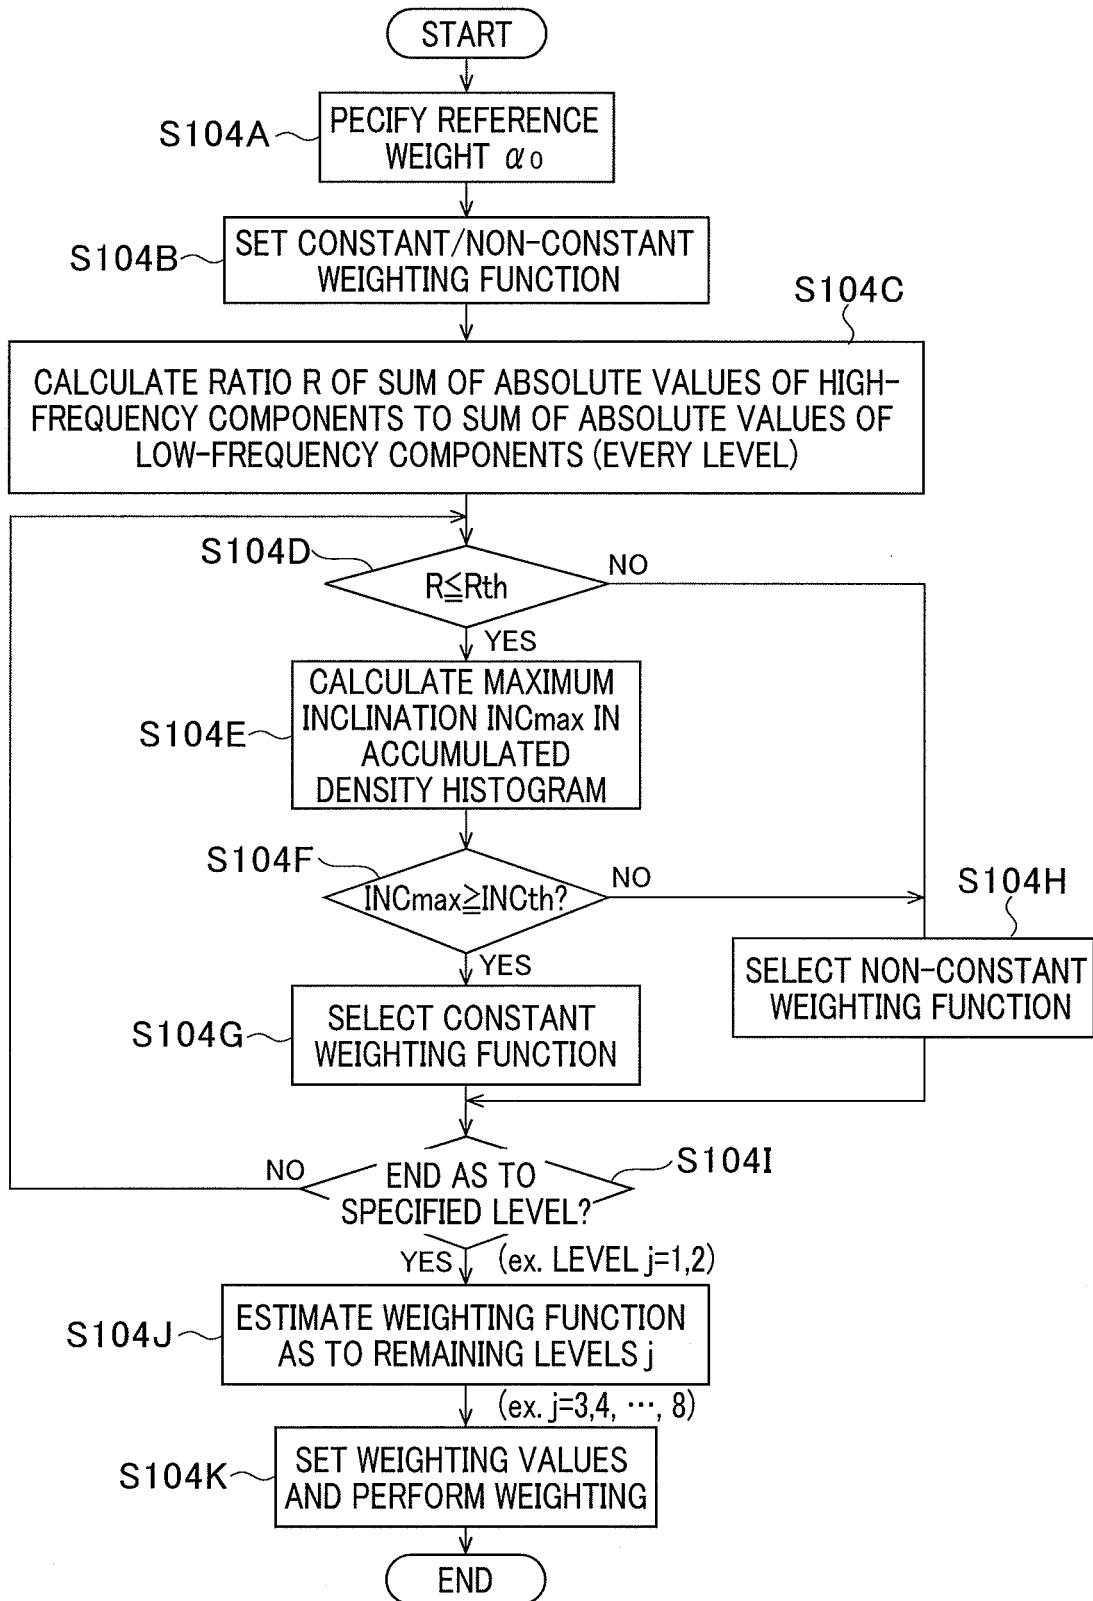 START
S104A
PECIFY REFERENCE
WEIGHT α0
S104B
SET CONSTANT/NON-CONSTANT
WEIGHTING FUNCTION
S104C
CALCULATE RATIO R OF SUM OF ABSOLUTE VALUES OF HIGH-
FREQUENCY COMPONENTS TO SUM OF ABSOLUTE VALUES OF
LOW-FREQUENCY COMPONENTS (EVERY LEVEL)
S104D
R≦Rth
NO
YES
S104E
CALCULATE MAXIMUM
INCLINATION INCmax IN
ACCUMULATED
DENSITY HISTOGRAM
S104F
INCmax≧INCth?
NO
YES
S104H
SELECT NON-CONSTANT
WEIGHTING FUNCTION
S104G
SELECT CONSTANT
WEIGHTING FUNCTION
S104I
NO
END AS TO
SPECIFIED LEVEL?
YES
(ex. LEVEL j=1,2)
S104J
ESTIMATE WEIGHTING FUNCTION
AS TO REMAINING LEVELS j
(ex. j=3,4, ⋯, 8)
S104K
SET WEIGHTING VALUES
AND PERFORM WEIGHTING
END